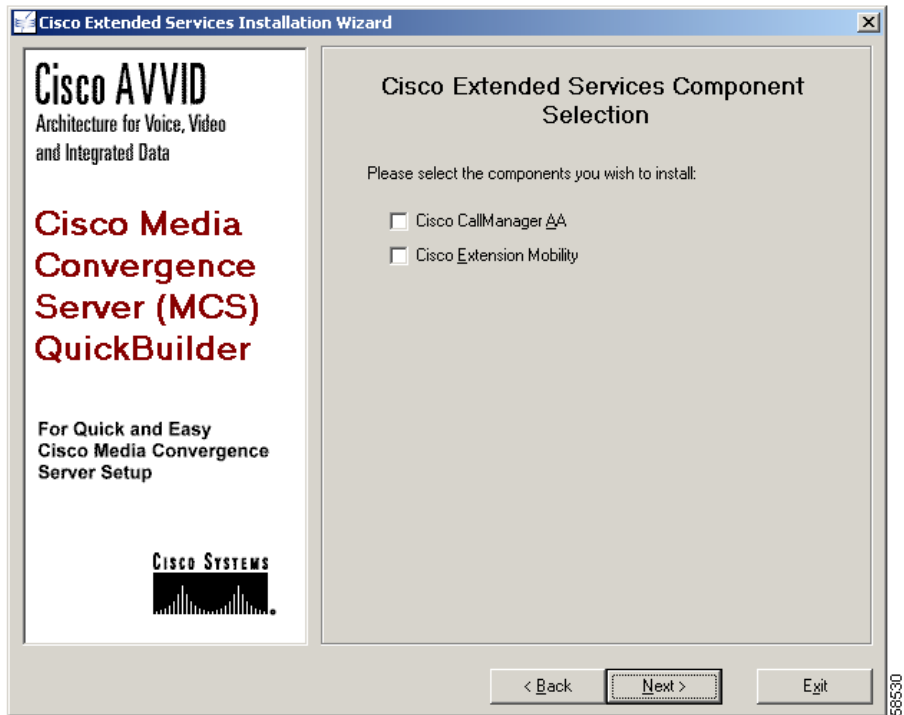 Cisco Extended Services Installation Wizard
Cisco AVVID
Architecture for Voice, Video
and Integrated Data
Cisco Media
Convergence
Server (MCS)
QuickBuilder
For Quick and Easy
Cisco Media Convergence
Server Setup
CISCO SYSTEMS
Cisco Extended Services Component
Selection
Please select the components you wish to install:
Cisco CallManager AA
Cisco Extension Mobility
< Back
Next >
Exit
58530